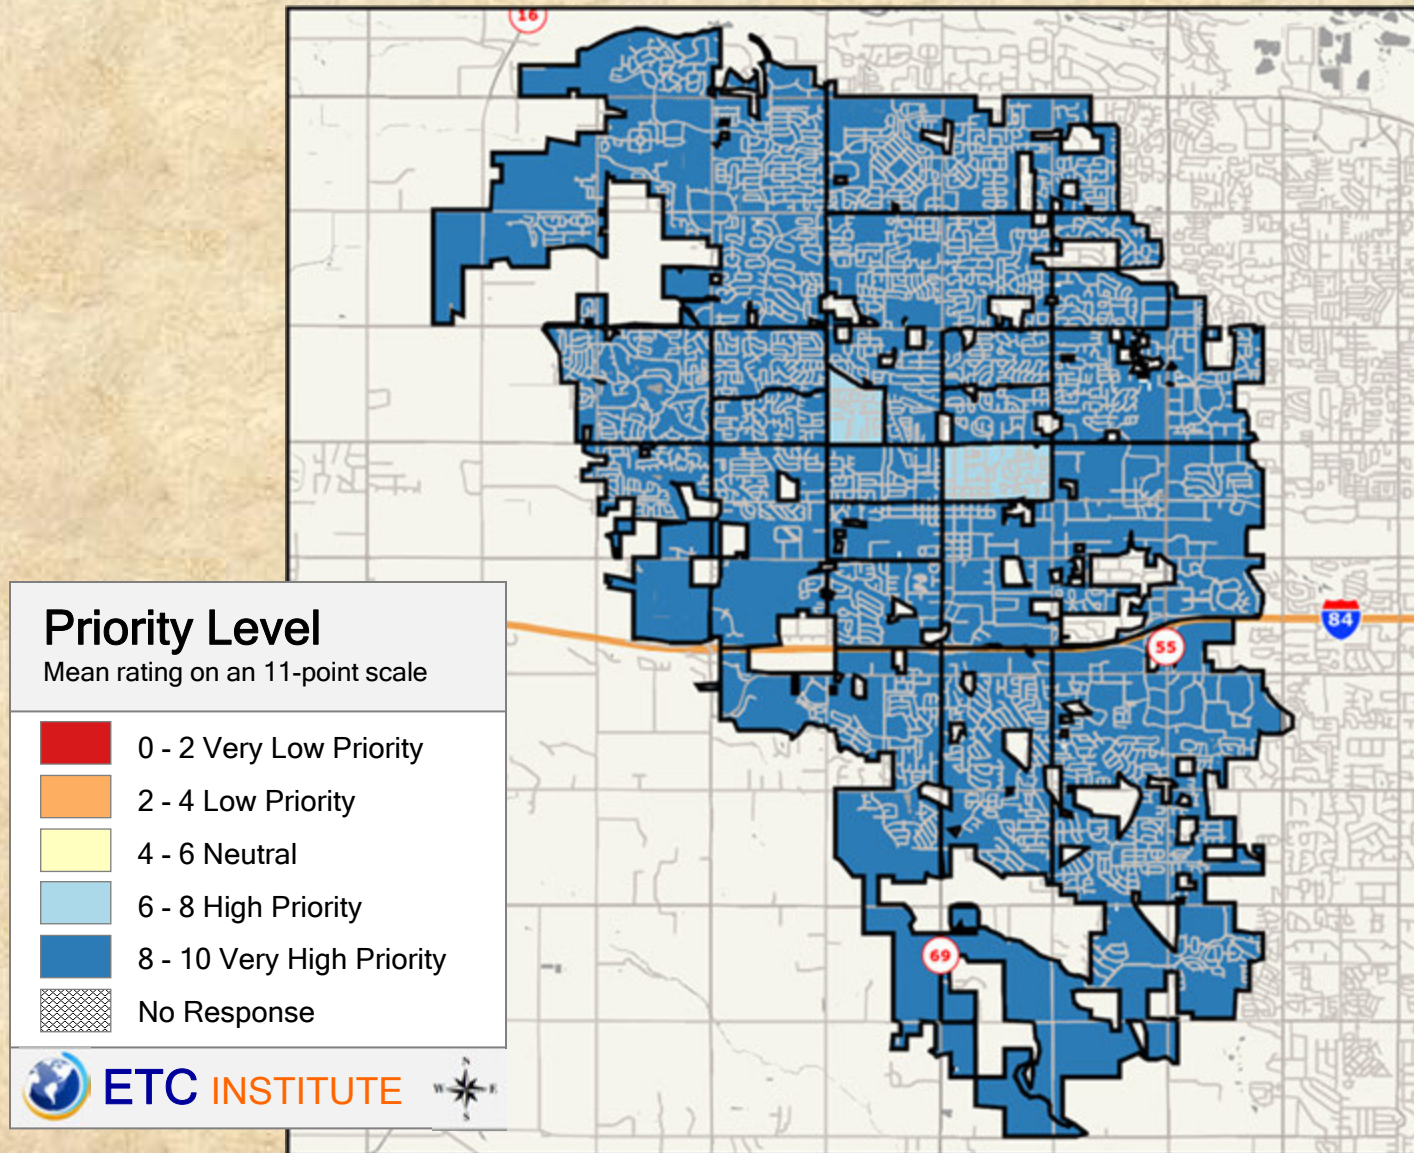 16
84
55
69
Priority Level
Mean rating on an 11-point scale
0 - 2 Very Low Priority
2 - 4 Low Priority
4 - 6 Neutral
6 - 8 High Priority
8 - 10 Very High Priority
No Response
ETC INSTITUTE
N
W E
S